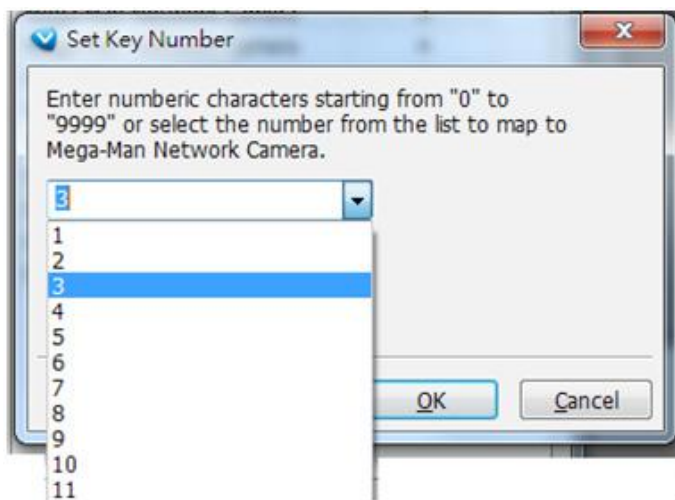 Set Key Number
Enter numberic characters starting from "0" to
"9999" or select the number from the list to map to
Mega-Man Network Camera.
3
1
2
3
4
5
6
7
8
9
10
11
OK
Cancel